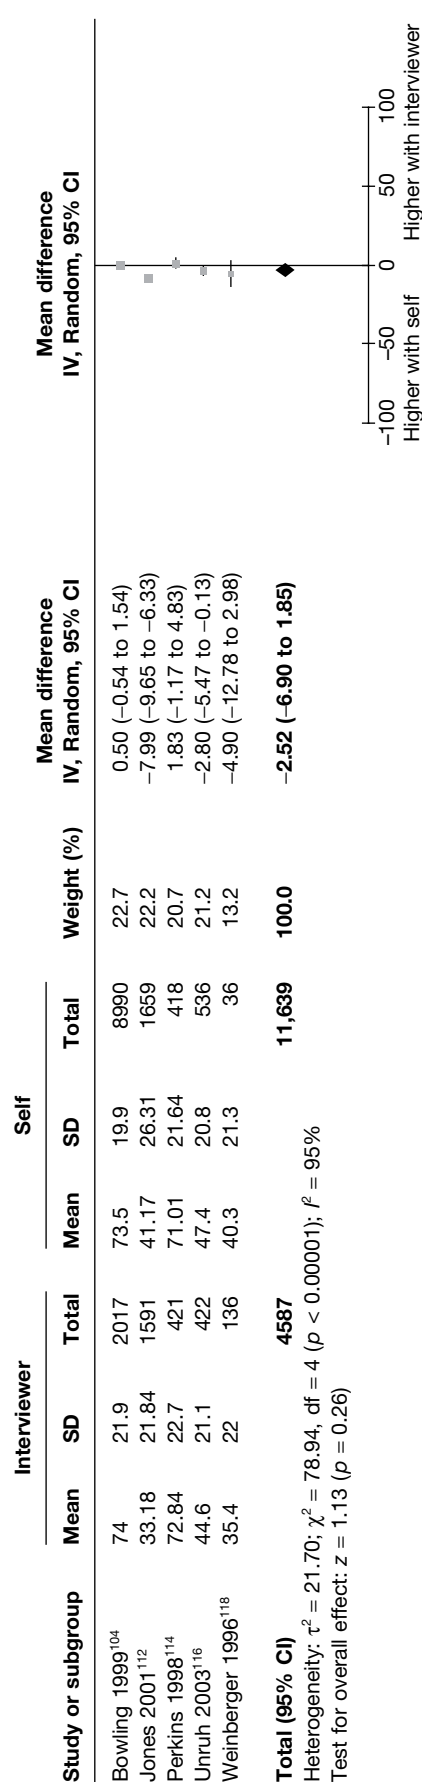 Interviewer Self Mean difference Mean difference
Study or subgroup Mean SD Total Mean SD Total Weight (%) IV, Random, 95% CI IV, Random, 95% CI
Bowling 1999¹⁰⁴ 74 21.9 2017 73.5 19.9 8990 22.7 0.50 (−0.54 to 1.54)
Jones 2001¹¹² 33.18 21.84 1591 41.17 26.31 1659 22.2 −7.99 (−9.65 to −6.33)
Perkins 1998¹¹⁴ 72.84 22.7 421 71.01 21.64 418 20.7 1.83 (−1.17 to 4.83)
Unruh 2003¹¹⁶ 44.6 21.1 422 47.4 20.8 536 21.2 −2.80 (−5.47 to −0.13)
Weinberger 1996¹¹⁸ 35.4 22 136 40.3 21.3 36 13.2 −4.90 (−12.78 to 2.98)
Total (95% CI) 4587 11,639 100.0 −2.52 (−6.90 to 1.85)
Heterogeneity: τ² = 21.70; χ² = 78.94, df = 4 (p < 0.00001); I² = 95%
Test for overall effect: z = 1.13 (p = 0.26)
−100 −50 0 50 100
Higher with self Higher with interviewer